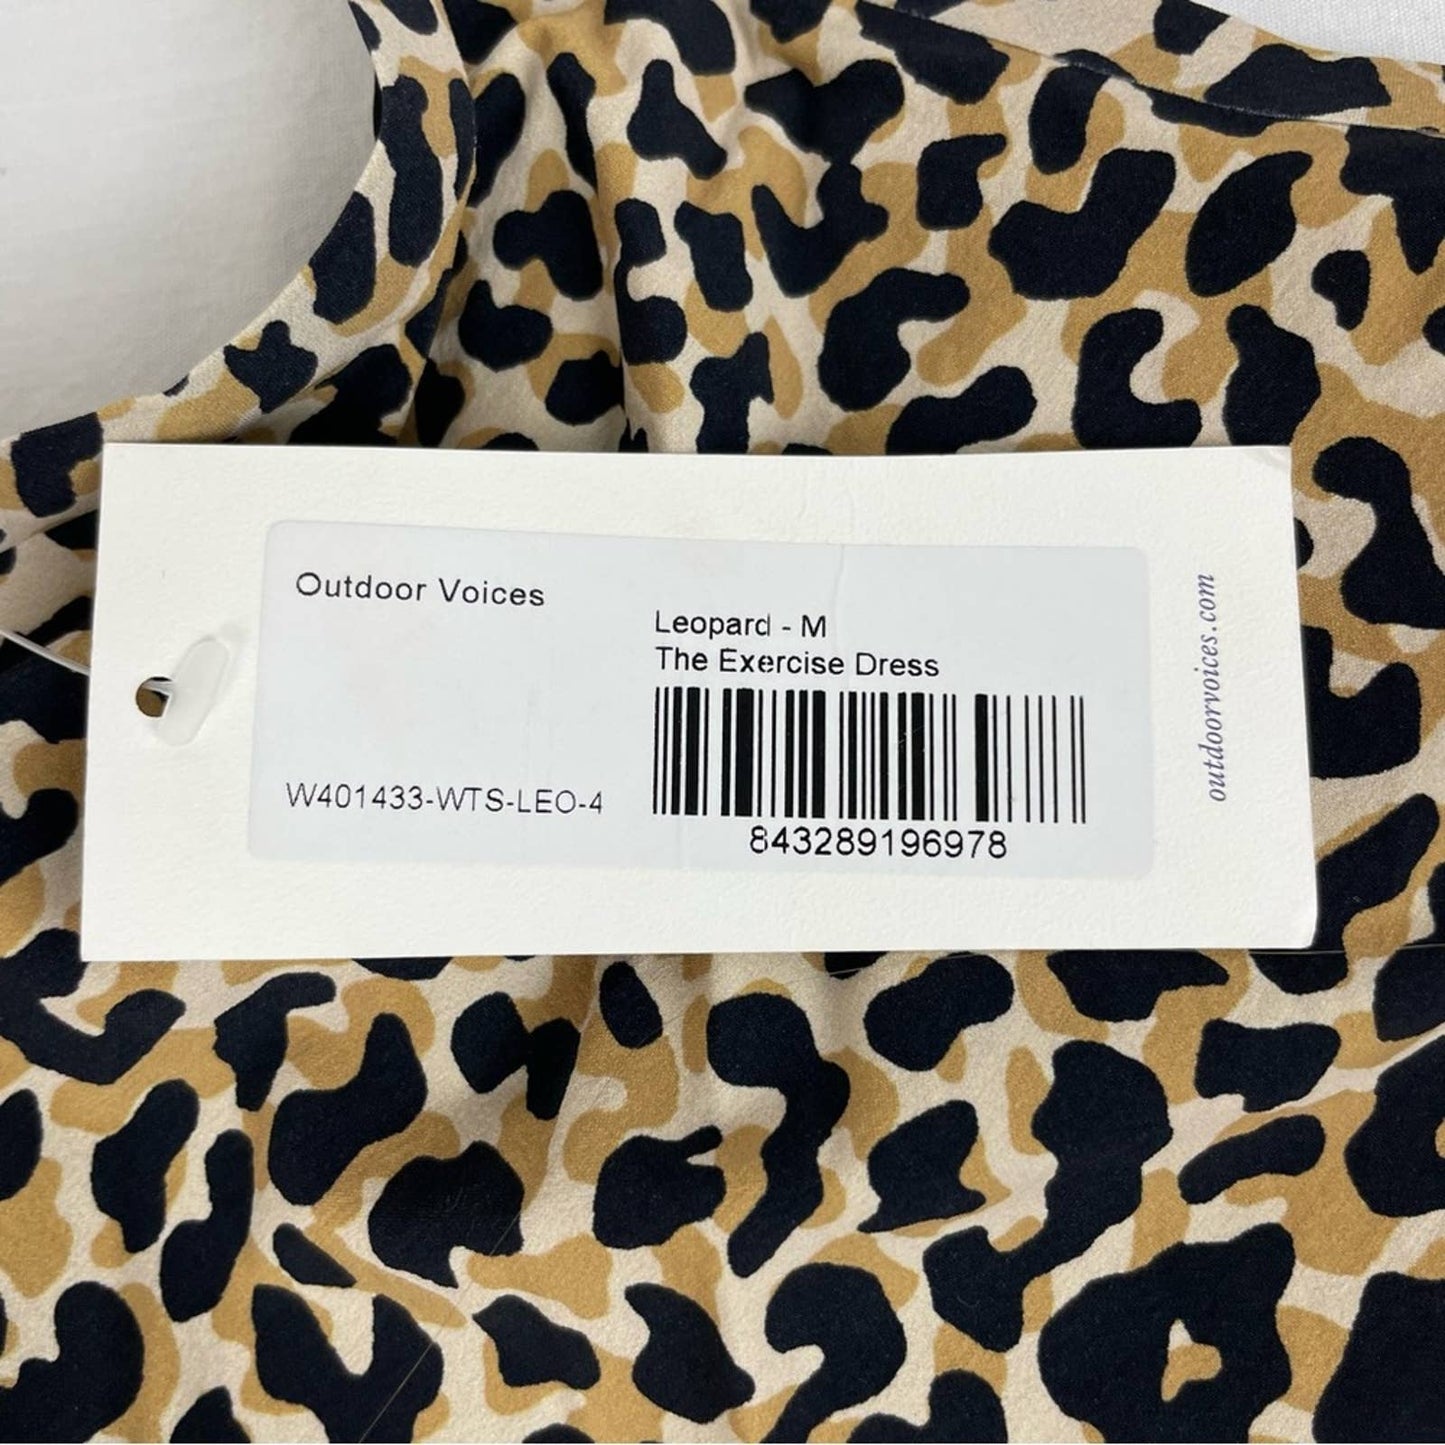 Outdoor Voices
Leopard - M
The Exercise Dress
W401433-WTS-LEO-4
843289196978
outdoorvoices.com